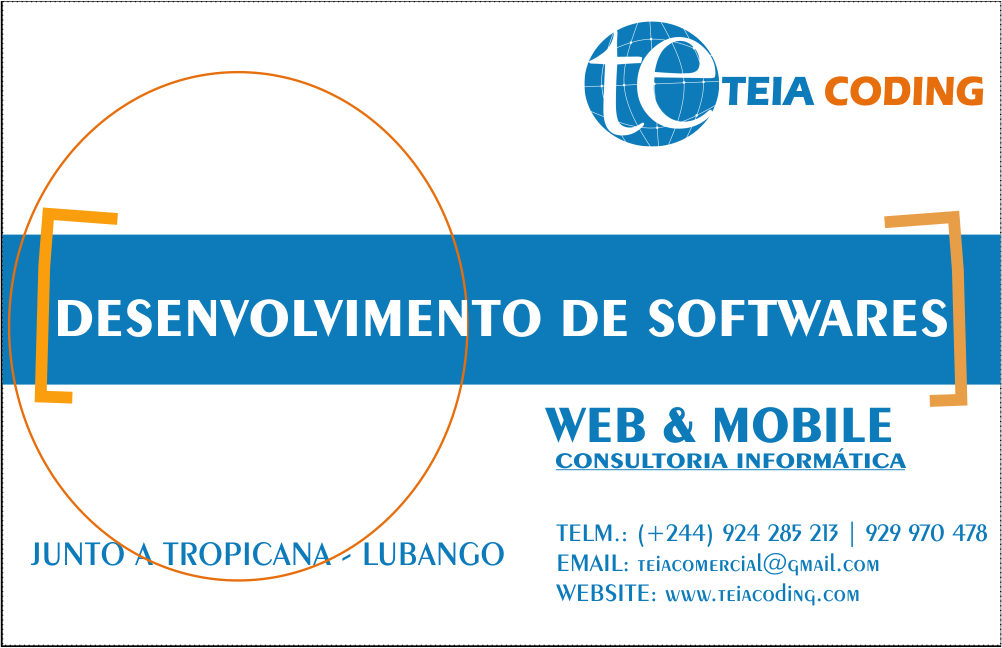 te TEIA CODING
DESENVOLVIMENTO DE SOFTWARES
WEB & MOBILE
CONSULTORIA INFORMÁTICA
JUNTO A TROPICANA - LUBANGO
TELM.: (+244) 924 285 213 | 929 970 478
EMAIL: teiacomercial@gmail.com
WEBSITE: www.teiacoding.com